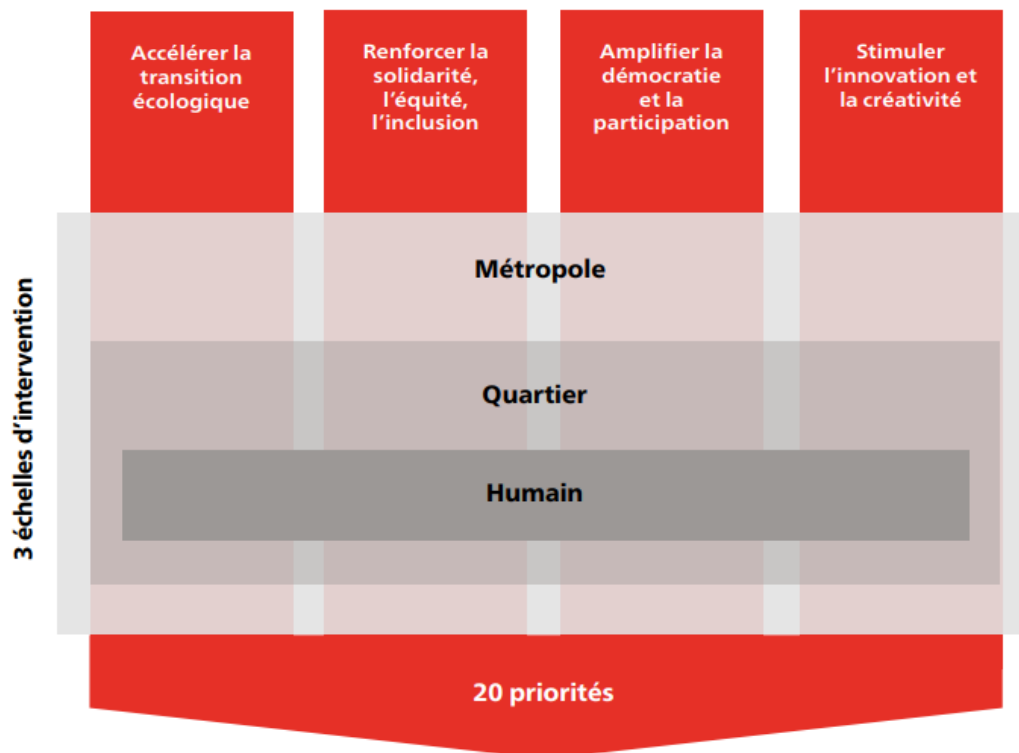 Accélérer la
transition
écologique
Renforcer la
solidarité,
l'équité,
l'inclusion
Amplifier la
démocratie
et la
participation
Stimuler
l'innovation et
la créativité
3 échelles d'intervention
Métropole
Quartier
Humain
20 priorités